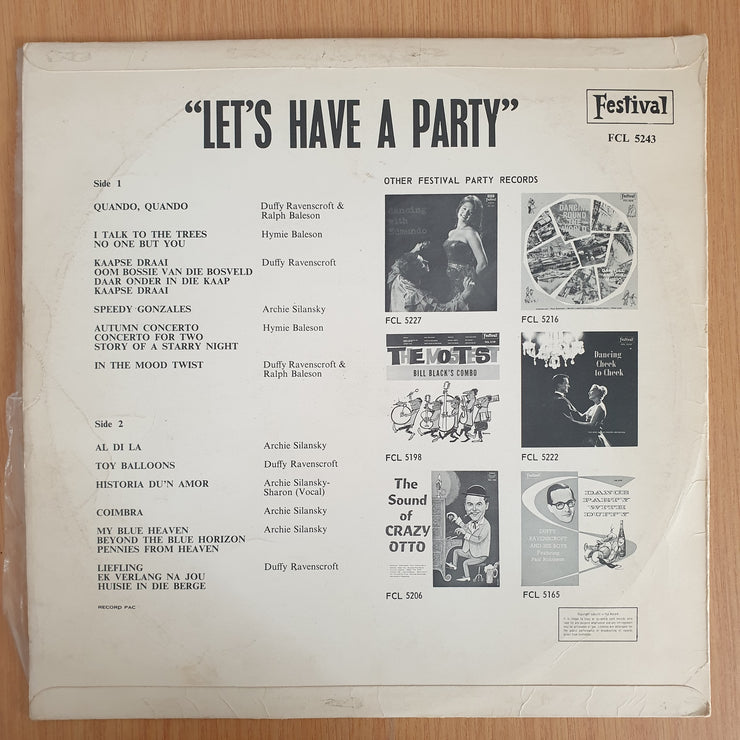 "LET'S HAVE A PARTY"
Festival
FCL 5243
Side 1
QUANDO, QUANDO Duffy Ravenscroft &
Ralph Baleson
I TALK TO THE TREES Hymie Baleson
NO ONE BUT YOU
KAAPSE DRAAI Duffy Ravenscroft
OOM BOSSIE VAN DIE BOSVELD
DAAR ONDER IN DIE KAAP
KAAPSE DRAAI
SPEEDY GONZALES Archie Silansky
AUTUMN CONCERTO Hymie Baleson
CONCERTO FOR TWO
STORY OF A STARRY NIGHT
IN THE MOOD TWIST Duffy Ravenscroft &
Ralph Baleson
Side 2
AL DI LA Archie Silansky
TOY BALLOONS Duffy Ravenscroft
HISTORIA DU'N AMOR Archie Silansky-
Sharon (Vocal)
COIMBRA Archie Silansky
MY BLUE HEAVEN Archie Silansky
BEYOND THE BLUE HORIZON
PENNIES FROM HEAVEN
LIEFLING Duffy Ravenscroft
EK VERLANG NA JOU
HUISIE IN DIE BERGE
RECORD PAC
OTHER FESTIVAL PARTY RECORDS
dancing
with
Edmundo
FCL 5227
DANCING
ROUND
THE
WORLD
FCL 5216
THE MOSTEST
BILL BLACK'S COMBO
FCL 5198
Dancing
Cheek
to Cheek
FCL 5222
The
Sound
of
CRAZY
OTTO
FCL 5206
Festival
DANCE
PARTY
WITH
DUFFY
DUFFY
RAVENSCROFT
AND HIS BOYS
Featuring
FCL 5165